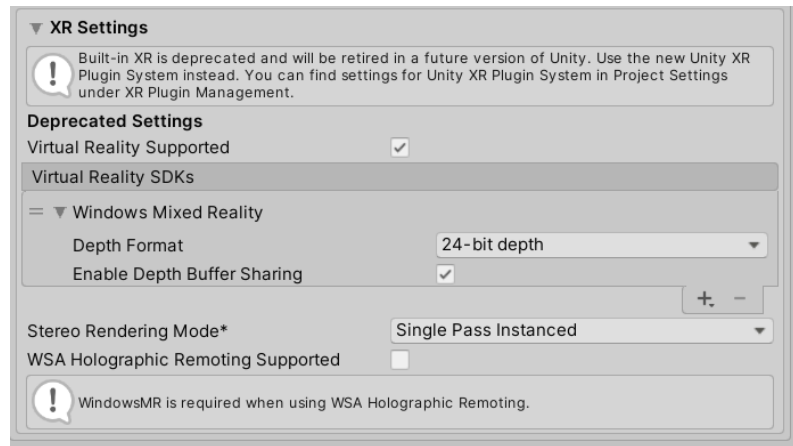 XR Settings
Built-in XR is deprecated and will be retired in a future version of Unity. Use the new Unity XR
Plugin System instead. You can find settings for Unity XR Plugin System in Project Settings
under XR Plugin Management.
Deprecated Settings
Virtual Reality Supported
Virtual Reality SDKs
Windows Mixed Reality
Depth Format 24-bit depth
Enable Depth Buffer Sharing
Stereo Rendering Mode* Single Pass Instanced
WSA Holographic Remoting Supported
WindowsMR is required when using WSA Holographic Remoting.